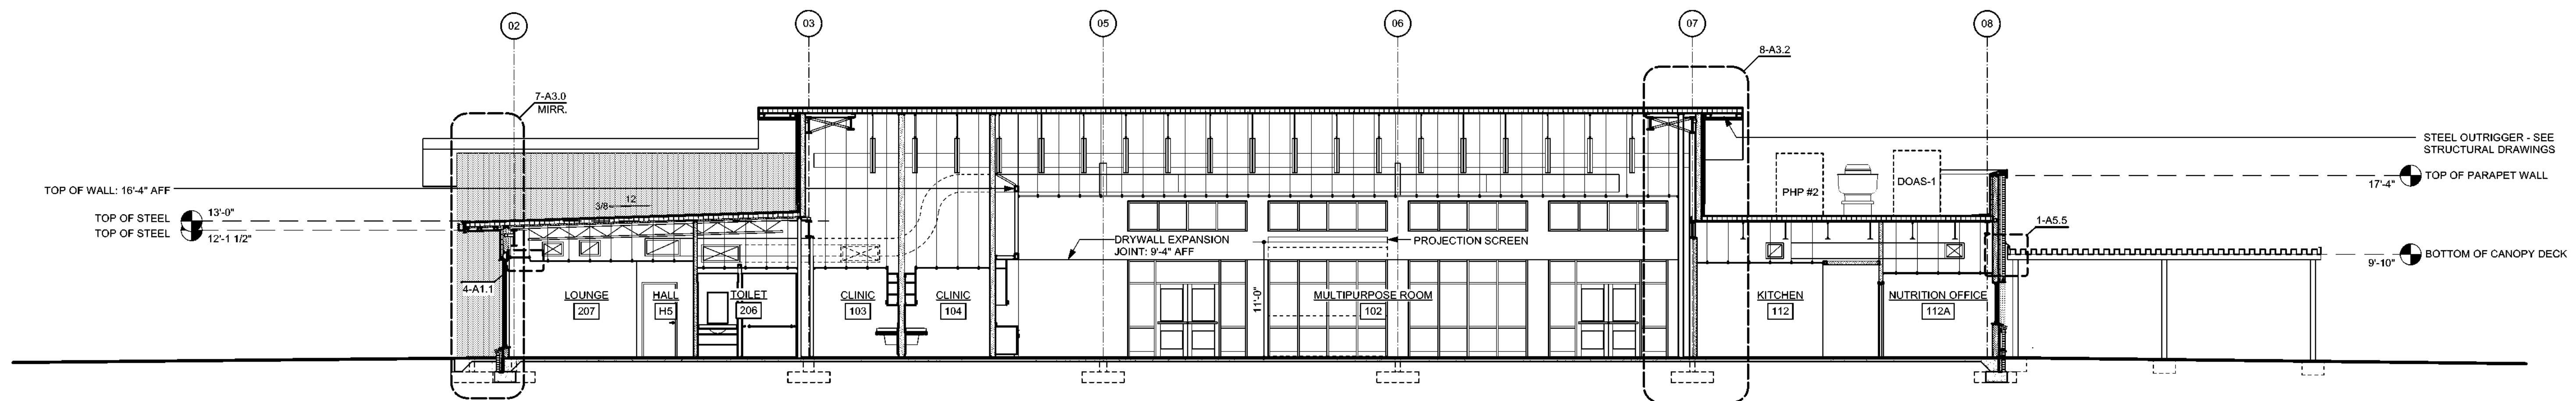 02
03
05
06
07
08
8-A3.2
7-A3.0
MIRR.
STEEL OUTRIGGER - SEE
STRUCTURAL DRAWINGS
TOP OF WALL: 16'-4" AFF
PHP #2
DOAS-1
17'-4"
TOP OF PARAPET WALL
TOP OF STEEL
13'-0"
3/8
12
TOP OF STEEL
12'-1 1/2"
1-A5.5
DRYWALL EXPANSION
JOINT: 9'-4" AFF
PROJECTION SCREEN
9'-10"
BOTTOM OF CANOPY DECK
4-A1.1
11'-0"
LOUNGE
207
HALL
H5
TOILET
206
CLINIC
103
CLINIC
104
MULTIPURPOSE ROOM
102
KITCHEN
112
NUTRITION OFFICE
112A